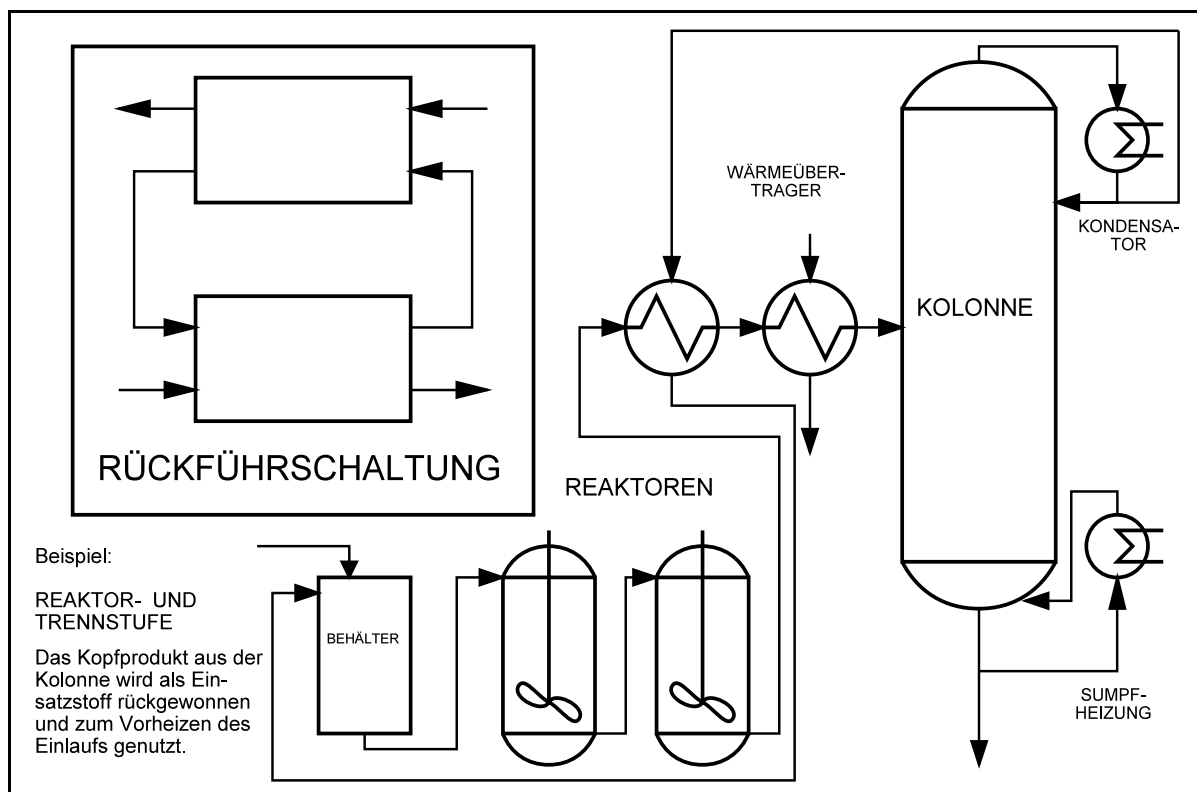 RÜCKFÜHRSCHALTUNG
WÄRMEÜBER-
TRAGER
KONDENSA-
TOR
KOLONNE
REAKTOREN
Beispiel:
REAKTOR- UND
TRENNSTUFE
Das Kopfprodukt aus der
Kolonne wird als Ein-
satzstoff rückgewonnen
und zum Vorheizen des
Einlaufs genutzt.
BEHÄLTER
SUMPF-
HEIZUNG